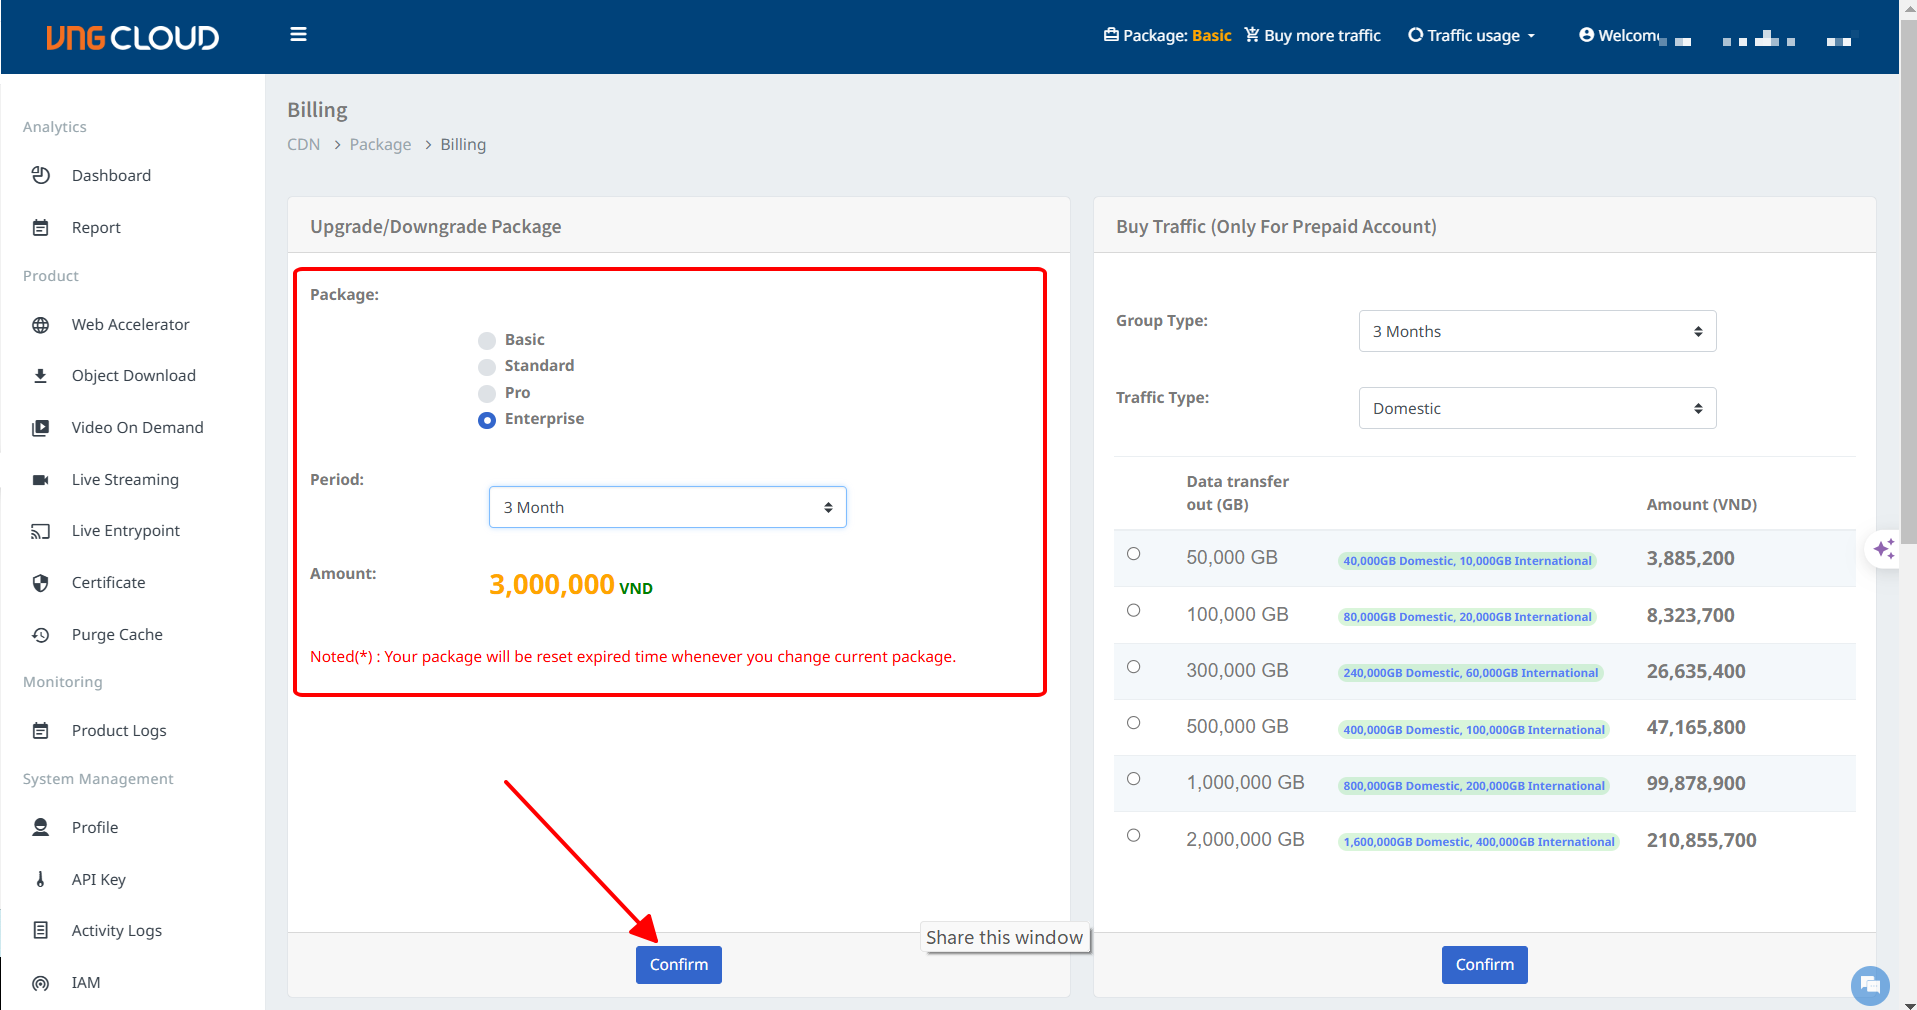 VNG CLOUD
Package: Basic
Buy more traffic
Traffic usage
Welcome
Analytics
Dashboard
Report
Product
Web Accelerator
Object Download
Video On Demand
Live Streaming
Live Entrypoint
Certificate
Purge Cache
Monitoring
Product Logs
System Management
Profile
API Key
Activity Logs
IAM
Billing
CDN > Package > Billing
Upgrade/Downgrade Package
Package:
Basic
Standard
Pro
Enterprise
Period:
3 Month
Amount:
3,000,000 VND
Noted(*) : Your package will be reset expired time whenever you change current package.
Confirm
Share this window
Buy Traffic (Only For Prepaid Account)
Group Type:
3 Months
Traffic Type:
Domestic
Data transfer
out (GB)
Amount (VND)
50,000 GB 40,000GB Domestic, 10,000GB International 3,885,200
100,000 GB 80,000GB Domestic, 20,000GB International 8,323,700
300,000 GB 240,000GB Domestic, 60,000GB International 26,635,400
500,000 GB 400,000GB Domestic, 100,000GB International 47,165,800
1,000,000 GB 800,000GB Domestic, 200,000GB International 99,878,900
2,000,000 GB 1,600,000GB Domestic, 400,000GB International 210,855,700
Confirm